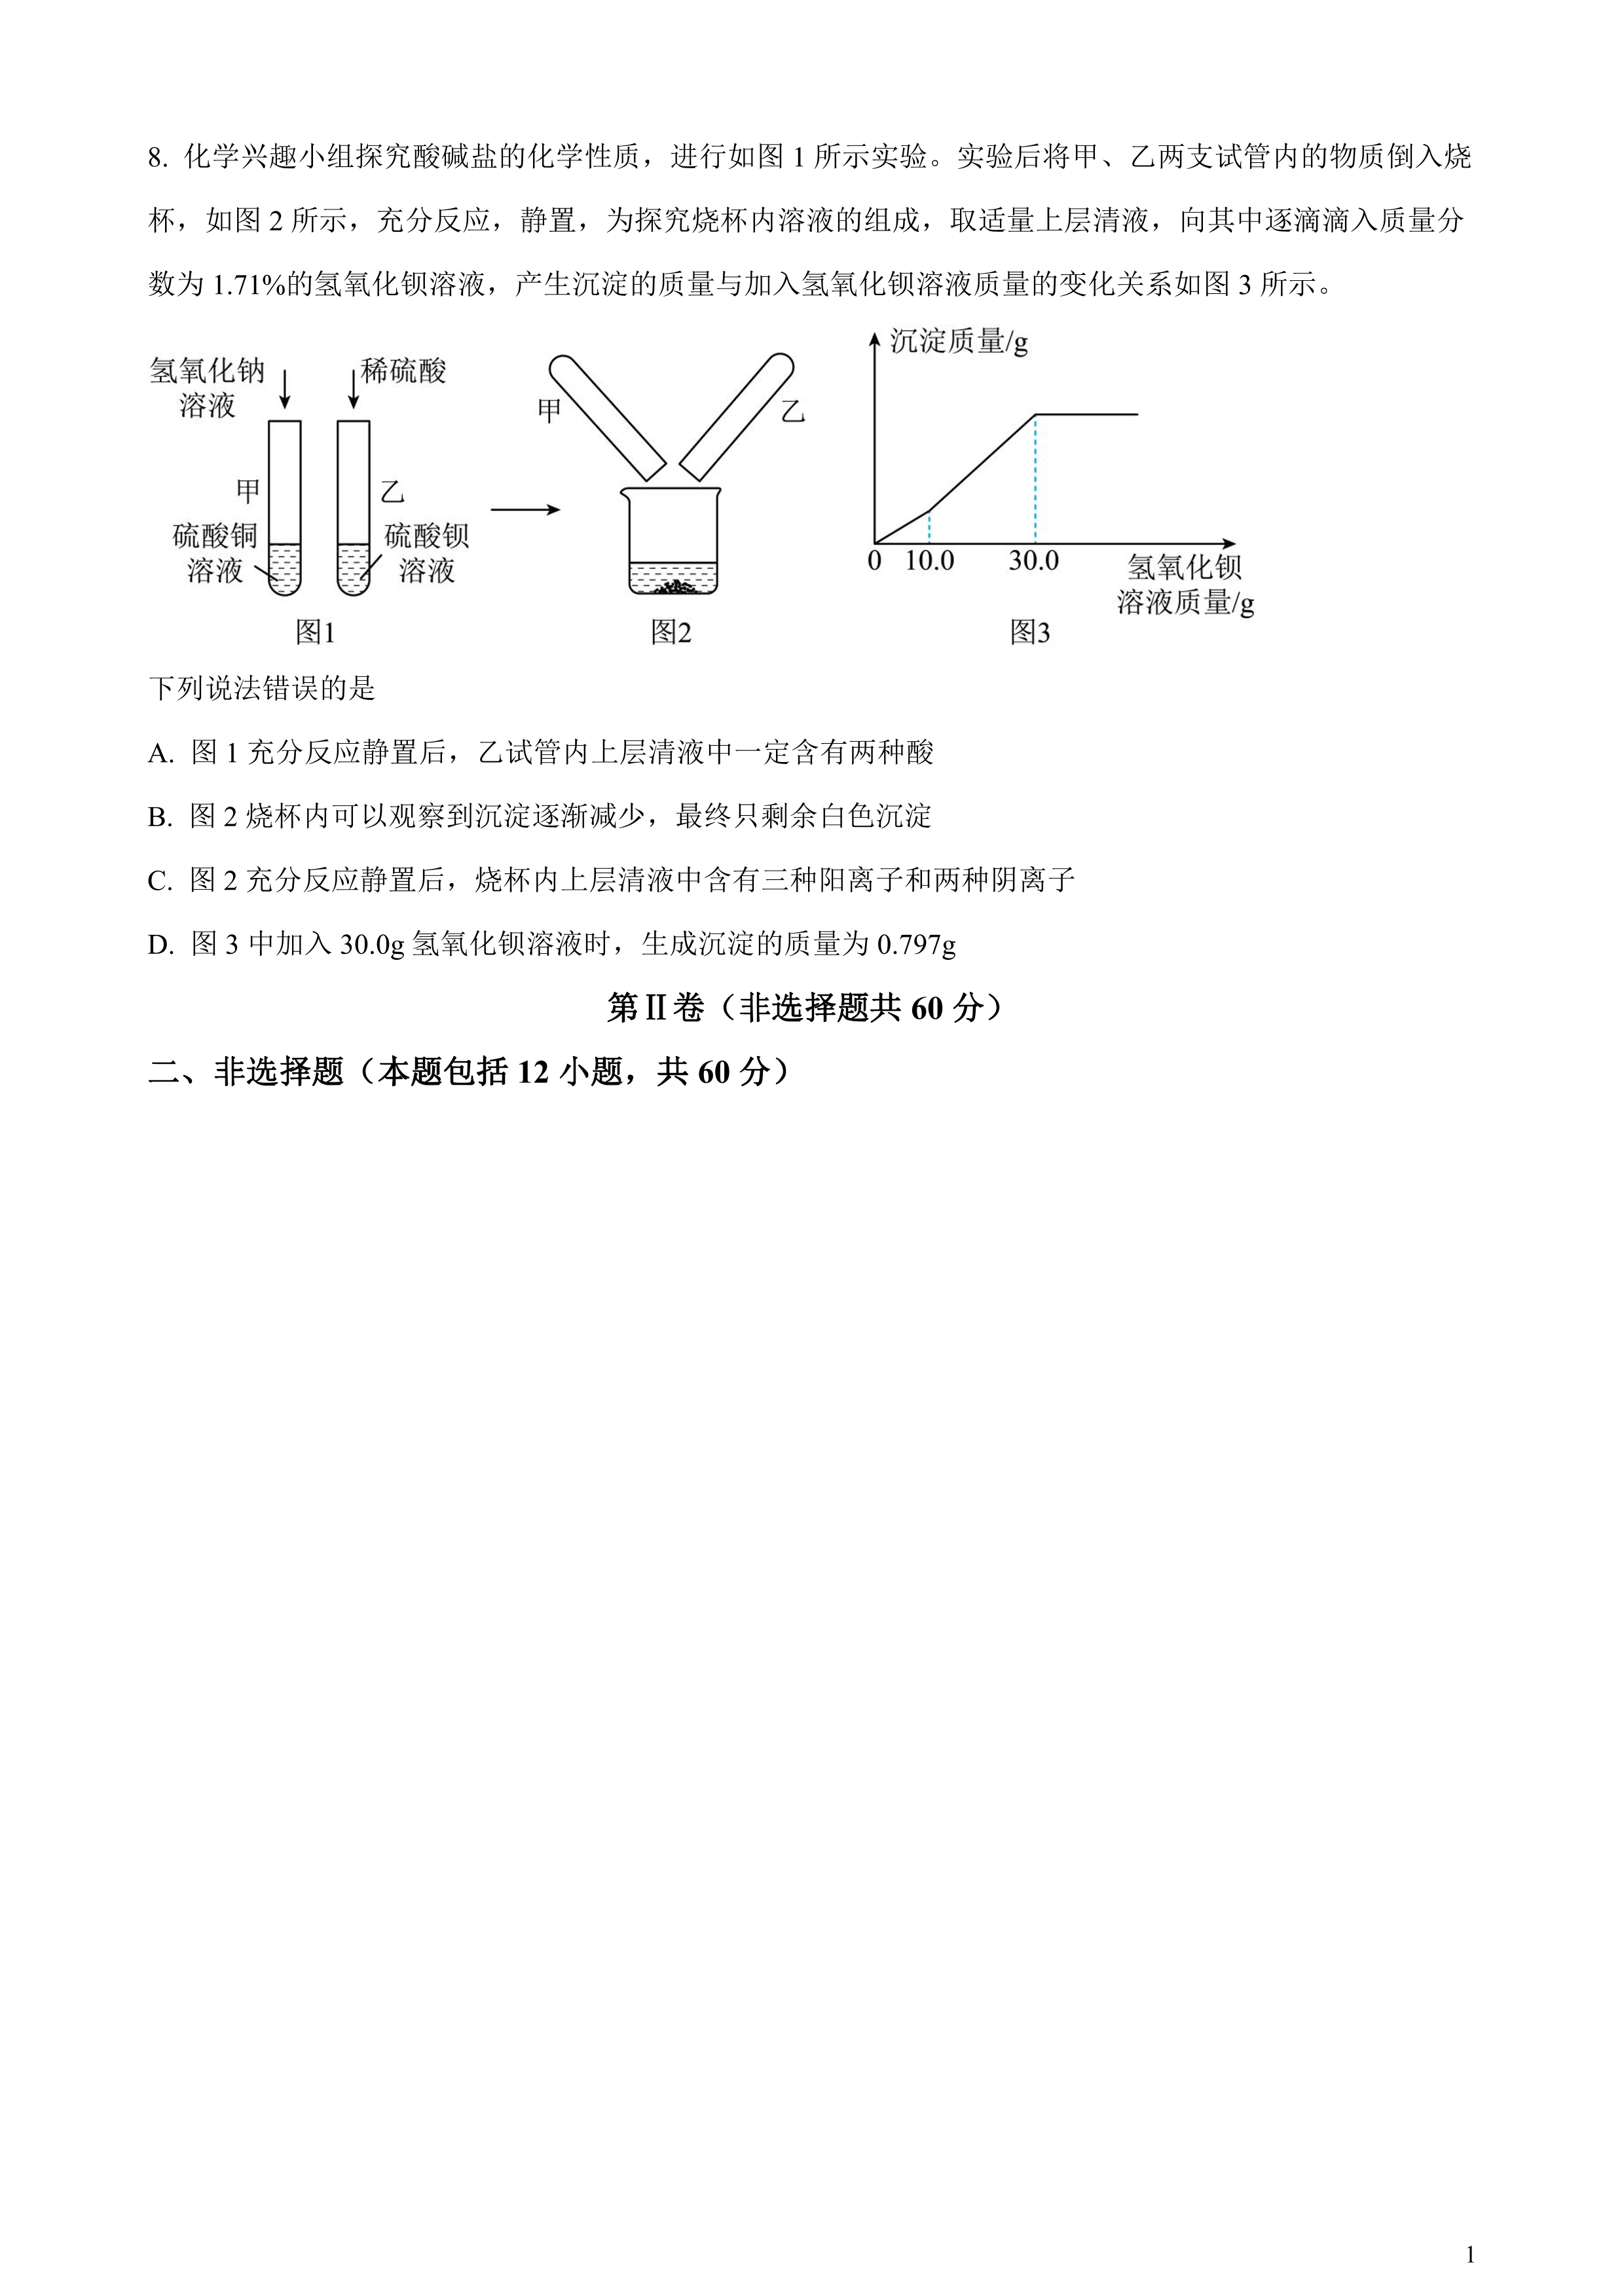 8. 化学兴趣小组探究酸碱盐的化学性质，进行如图 1 所示实验。实验后将甲、乙两支试管内的物质倒入烧
杯，如图 2 所示，充分反应，静置，为探究烧杯内溶液的组成，取适量上层清液，向其中逐滴滴入质量分
数为 1.71%的氢氧化钡溶液，产生沉淀的质量与加入氢氧化钡溶液质量的变化关系如图 3 所示。
氢氧化钠
溶液
稀硫酸
甲
乙
硫酸铜
溶液
硫酸钡
溶液
图1
甲
乙
图2
沉淀质量/g
0 10.0 30.0
氢氧化钡
溶液质量/g
图3
下列说法错误的是
A. 图 1 充分反应静置后，乙试管内上层清液中一定含有两种酸
B. 图 2 烧杯内可以观察到沉淀逐渐减少，最终只剩余白色沉淀
C. 图 2 充分反应静置后，烧杯内上层清液中含有三种阳离子和两种阴离子
D. 图 3 中加入 30.0g 氢氧化钡溶液时，生成沉淀的质量为 0.797g
第Ⅱ卷（非选择题共 60 分）
二、非选择题（本题包括 12 小题，共 60 分）
1